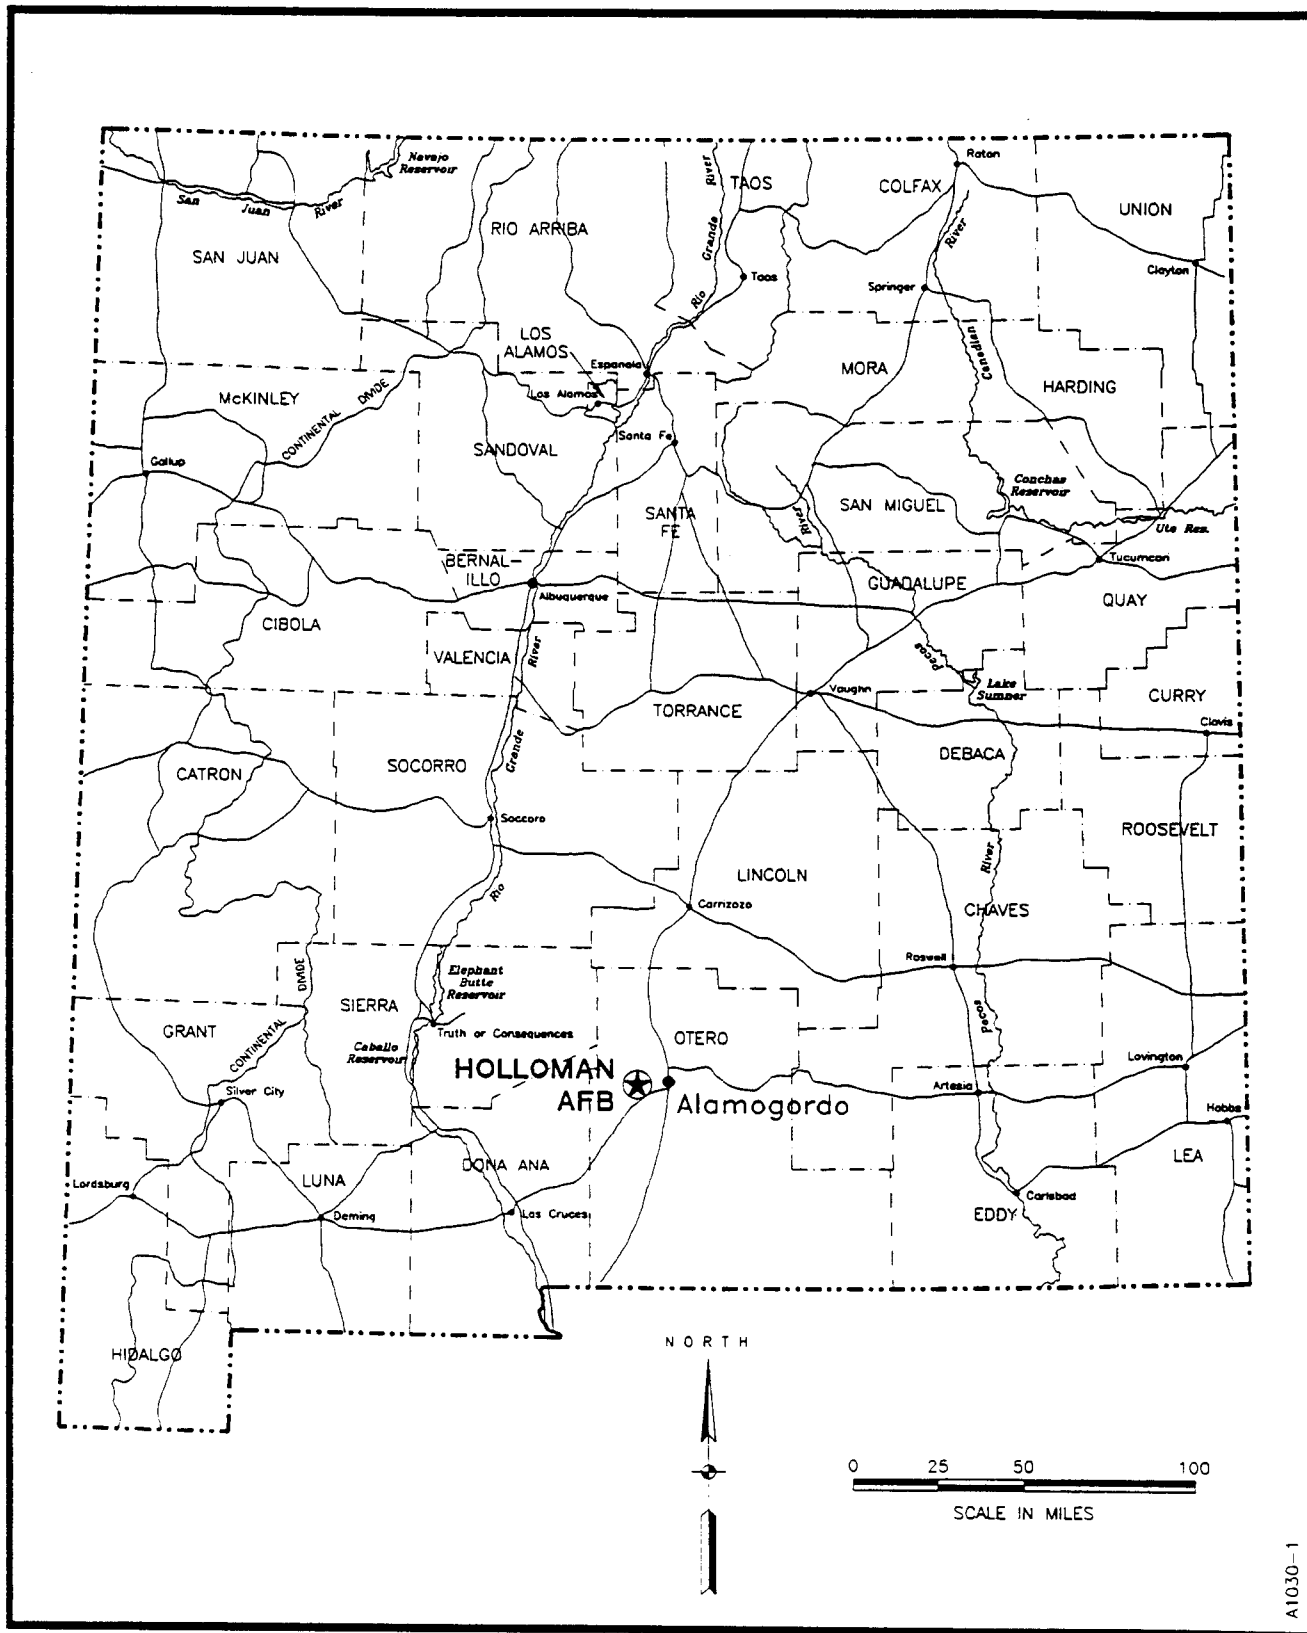 Navajo
Reservoir
San
Juan
River
SAN JUAN
RIO ARRIBA
River
Grande
Rio
TAOS
Taos
COLFAX
Raton
River
UNION
Clayton
Springer
Canadian
LOS
ALAMOS
Espanola
Los Alamos
MORA
HARDING
McKINLEY
CONTINENTAL
DIVIDE
SANDOVAL
Santa Fe
Gallup
SANTA
FE
River
SAN MIGUEL
Conchas
Reservoir
Ute Res.
Tucumcari
BERNAL-
ILLO
Albuquerque
GUADALUPE
QUAY
CIBOLA
VALENCIA
River
Pecos
Lake
Sumner
Vaughn
TORRANCE
CURRY
Clovis
CATRON
SOCORRO
Grande
DEBACA
Soccoro
ROOSEVELT
River
LINCOLN
Rio
Carrizozo
CHAVES
Roswell
DIVIDE
Elephant
Butte
Reservoir
SIERRA
GRANT
CONTINENTAL
Truth or Consequences
Caballo
Reservoir
OTERO
Pecos
Lovington
HOLLOMAN
AFB
Alamogordo
Artesia
Silver City
Hobbs
LEA
DONA ANA
LUNA
Lordsburg
Deming
Las Cruces
Carlsbad
EDDY
HIDALGO
NORTH
0 25 50 100
SCALE IN MILES
A1030-1